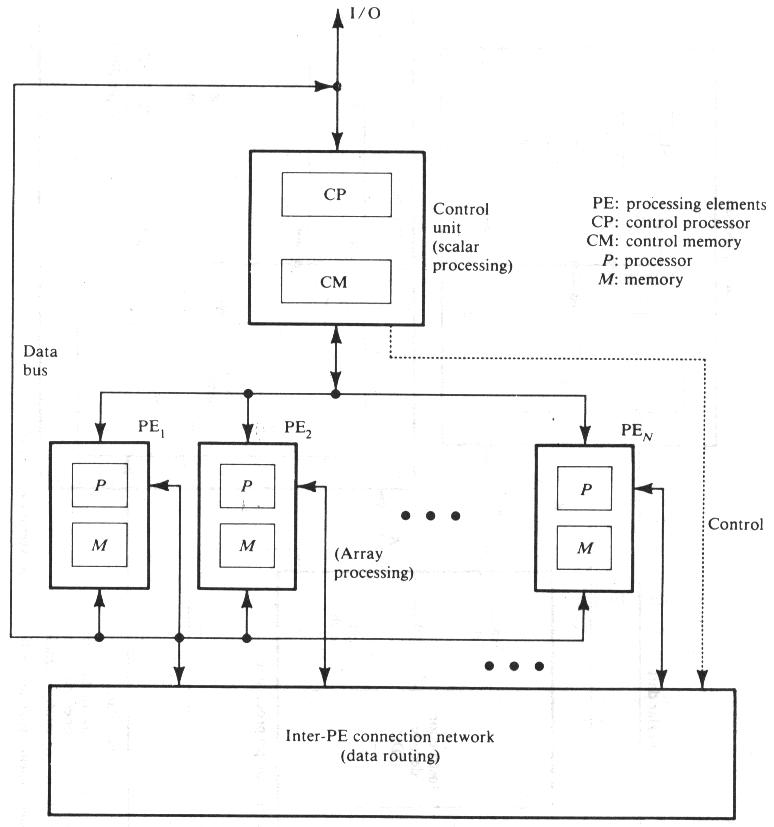 I/O
CP
CM
Control
unit
(scalar
processing)
PE: processing elements
CP: control processor
CM: control memory
P: processor
M: memory
Data
bus
PE1
PE2
PEN
P
M
P
M
P
M
(Array
processing)
Control
Inter-PE connection network
(data routing)